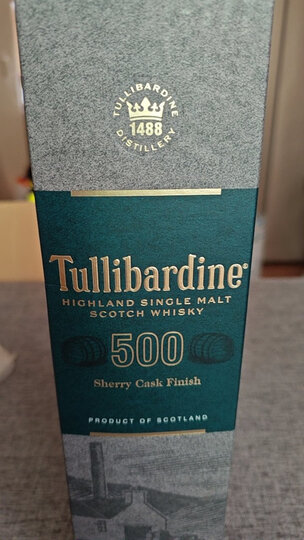 TULLIBARDINE
1488
DISTILLERY
Tullibardine®
HIGHLAND SINGLE MALT
SCOTCH WHISKY
500
Sherry Cask Finish
PRODUCT OF SCOTLAND